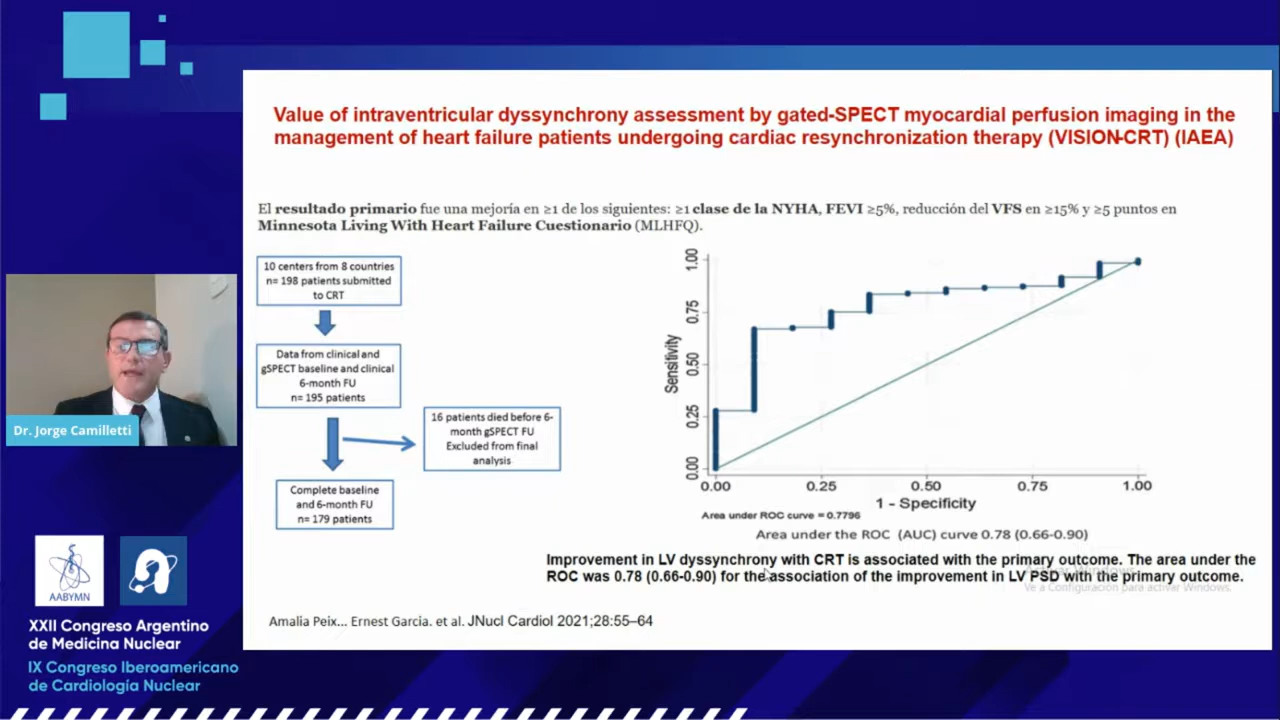 Value of intraventricular dyssynchrony assessment by gated-SPECT myocardial perfusion imaging in the
management of heart failure patients undergoing cardiac resynchronization therapy (VISION-CRT) (IAEA)
El resultado primario fue una mejoría en ≥1 de los siguientes: ≥1 clase de la NYHA, FEVI ≥5%, reducción del VFS en ≥15% y ≥5 puntos en
Minnesota Living With Heart Failure Cuestionario (MLHFQ).
10 centers from 8 countries
n= 198 patients submitted
to CRT
Data from clinical and
gSPECT baseline and clinical
6-month FU
n= 195 patients
16 patients died before 6-
month gSPECT FU
Excluded from final
analysis
Complete baseline
and 6-month FU
n= 179 patients
Sensitivity
1.00
0.75
0.50
0.25
0.00
0.00 0.25 0.50 0.75 1.00
1 - Specificity
Area under ROC curve = 0.7796
Area under the ROC (AUC) curve 0.78 (0.66-0.90)
Improvement in LV dyssynchrony with CRT is associated with the primary outcome. The area under the
ROC was 0.78 (0.66-0.90) for the association of the improvement in LV PSD with the primary outcome.
Activar Windows
Ve a Configuración para activar Windows.
Amalia Peix... Ernest Garcia. et al. JNucl Cardiol 2021;28:55–64
Dr. Jorge Camilletti
AABYMN
XXII Congreso Argentino
de Medicina Nuclear
IX Congreso Iberoamericano
de Cardiología Nuclear